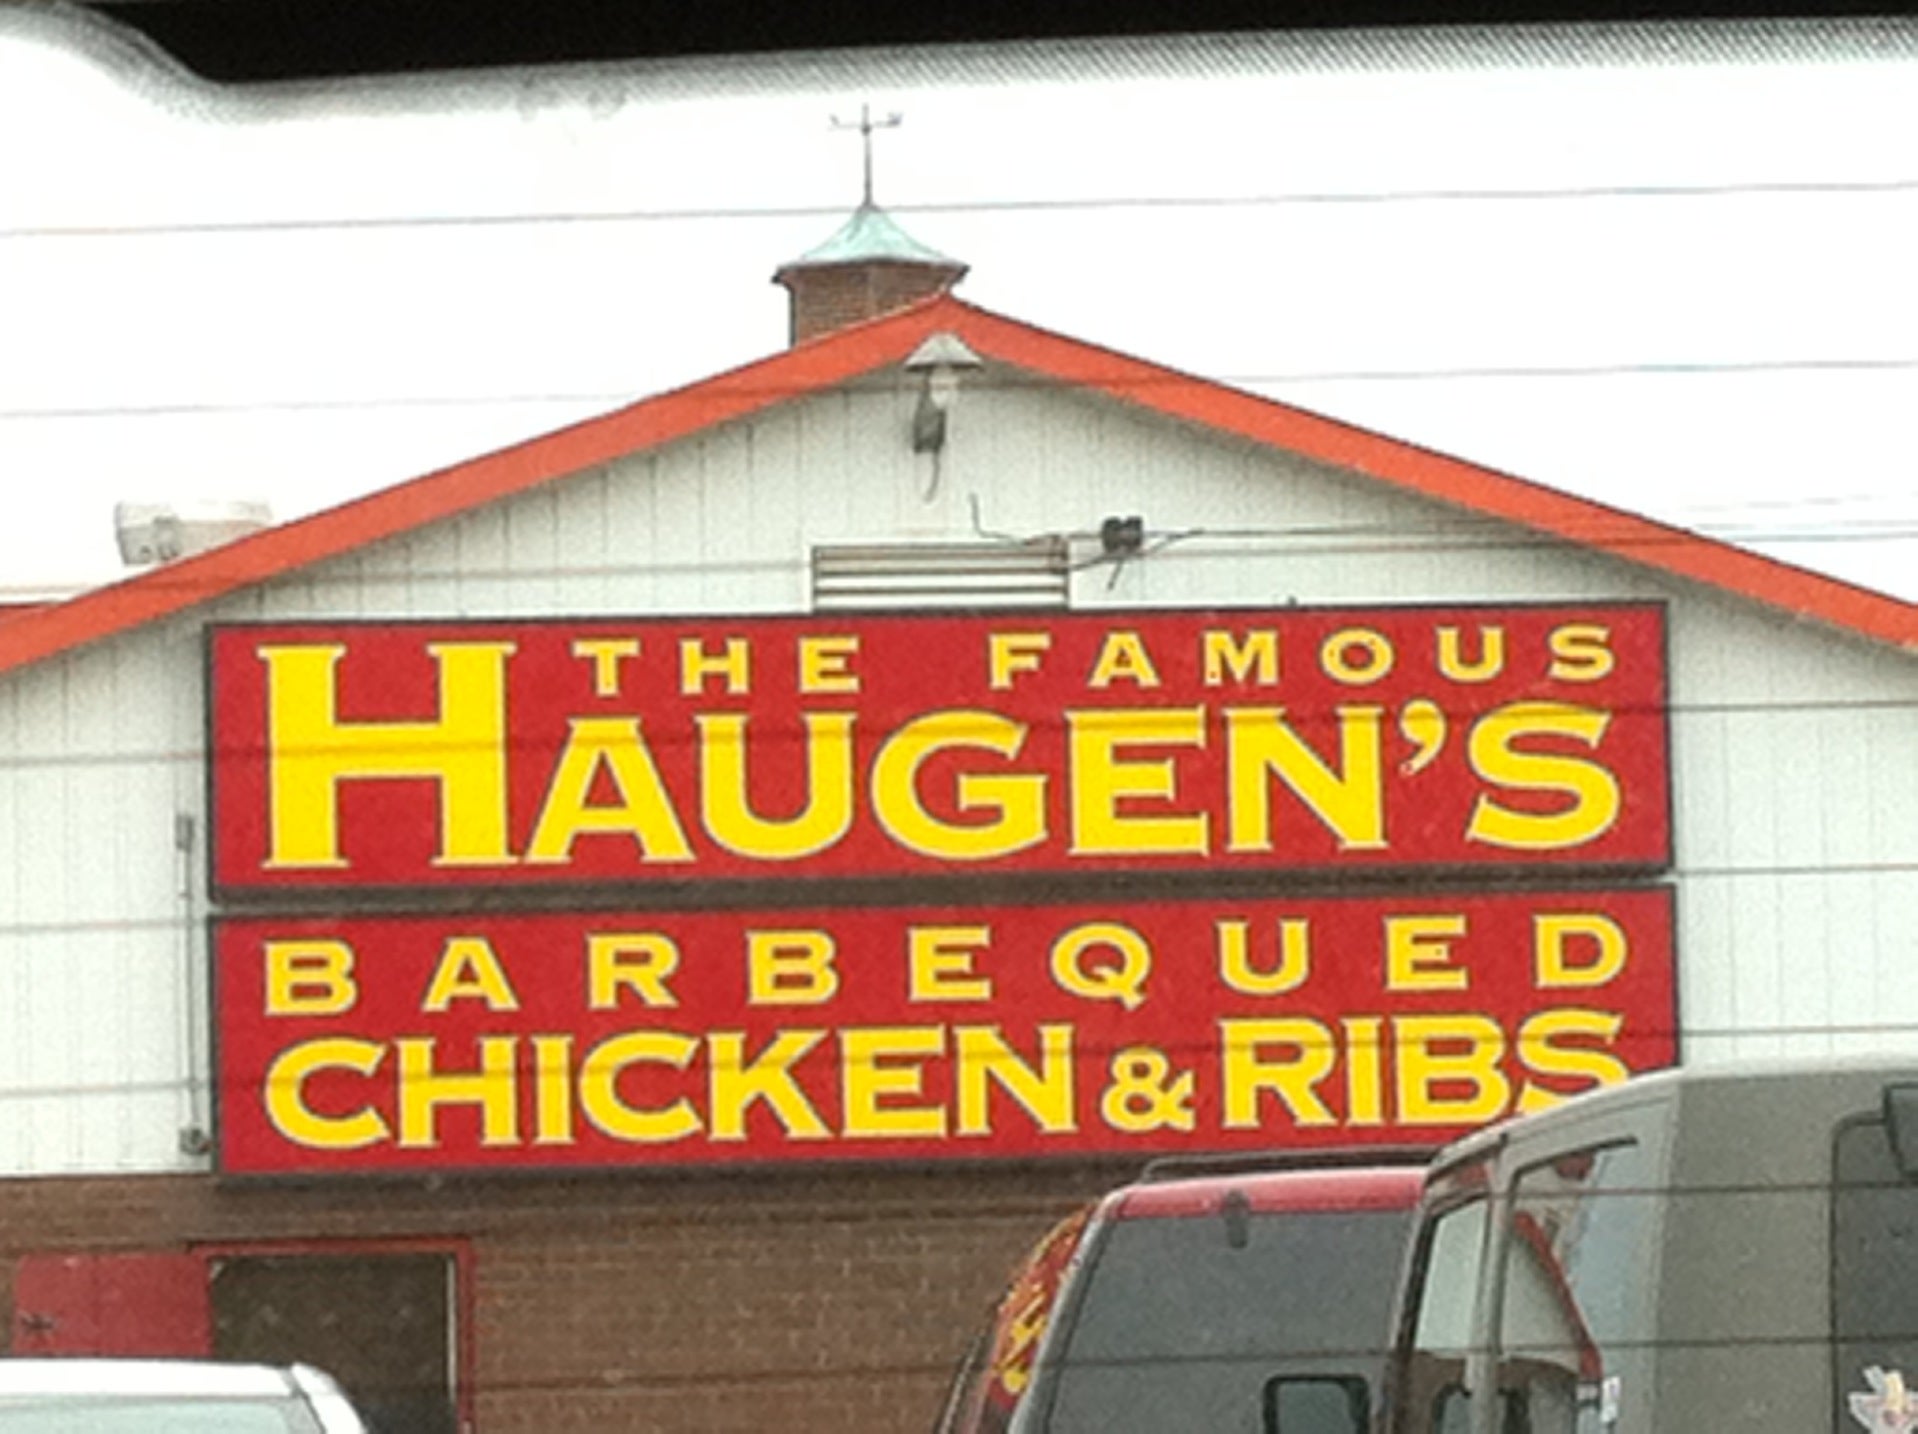 THE FAMOUS
HAUGEN'S
BARBEQUED
CHICKEN & RIBS